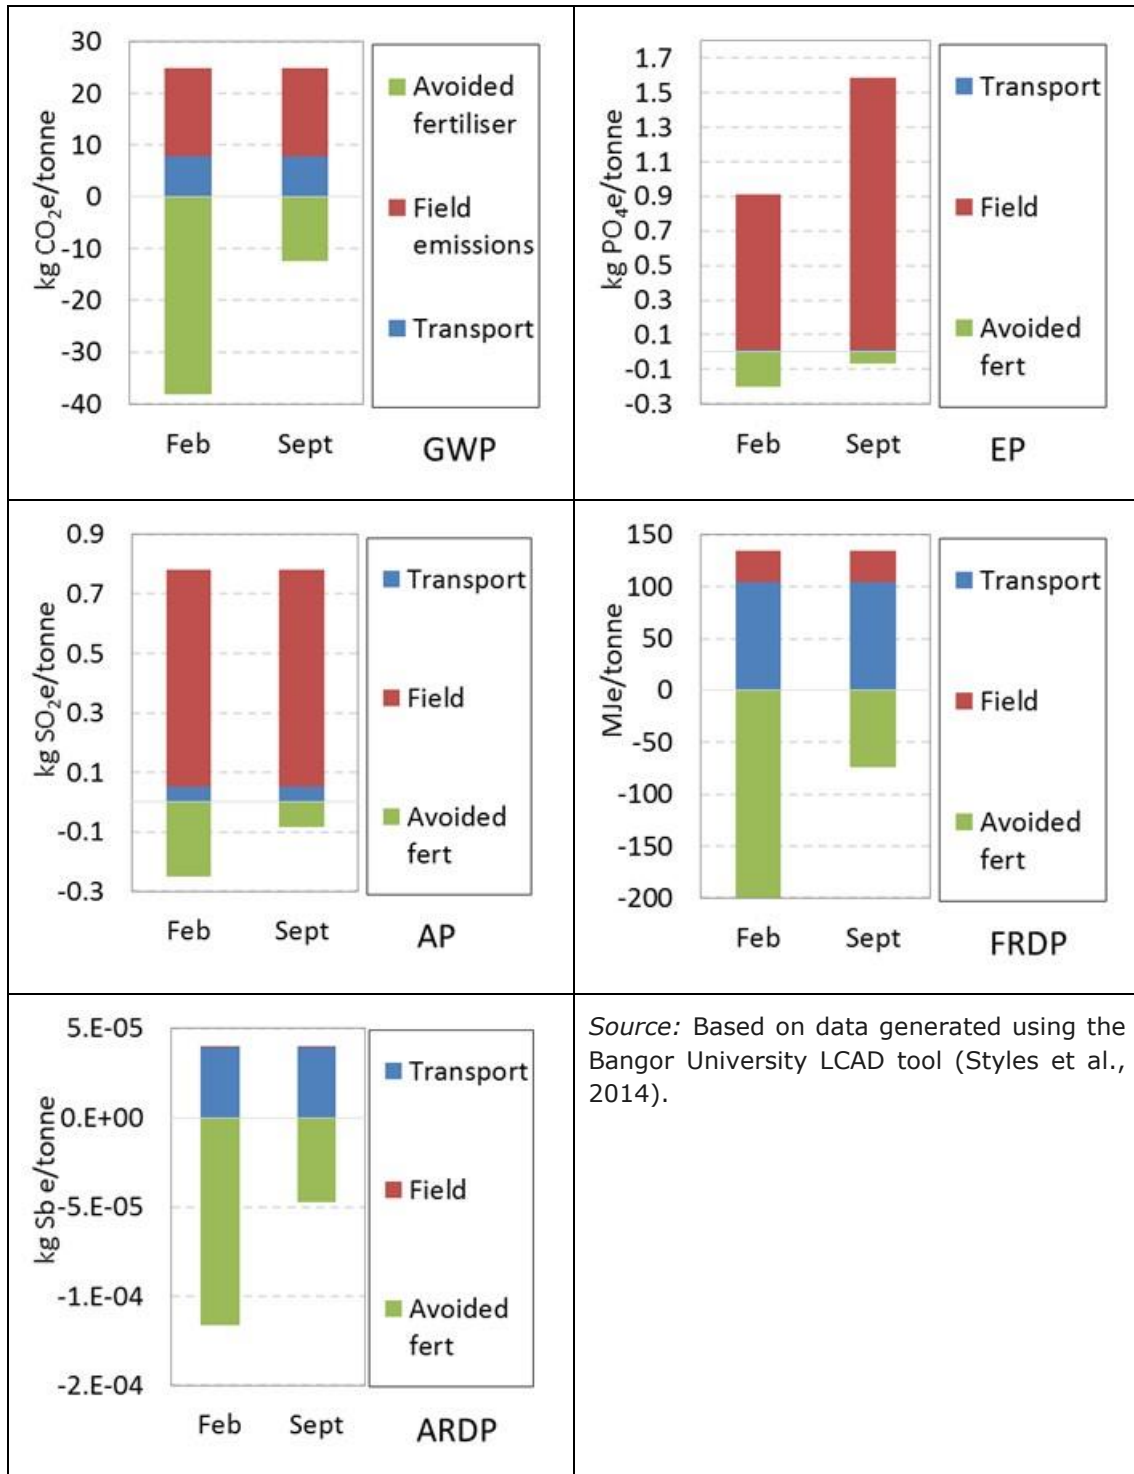 30
20
10
0
-10
-20
-30
-40
kg CO2e/tonne
Feb
Sept
Avoided
fertiliser
Field
emissions
Transport
GWP
1.7
1.5
1.3
1.1
0.9
0.7
0.5
0.3
0.1
-0.1
-0.3
kg PO4e/tonne
Feb
Sept
Transport
Field
Avoided
fert
EP
0.9
0.7
0.5
0.3
0.1
-0.1
-0.3
kg SO2e/tonne
Feb
Sept
Transport
Field
Avoided
fert
AP
150
100
50
0
-50
-100
-150
-200
MJe/tonne
Feb
Sept
Transport
Field
Avoided
fert
FRDP
5.E-05
0.E+00
-5.E-05
-1.E-04
-2.E-04
kg Sb e/tonne
Feb
Sept
Transport
Field
Avoided
fert
ARDP
Source: Based on data generated using the
Bangor University LCAD tool (Styles et al.,
2014).